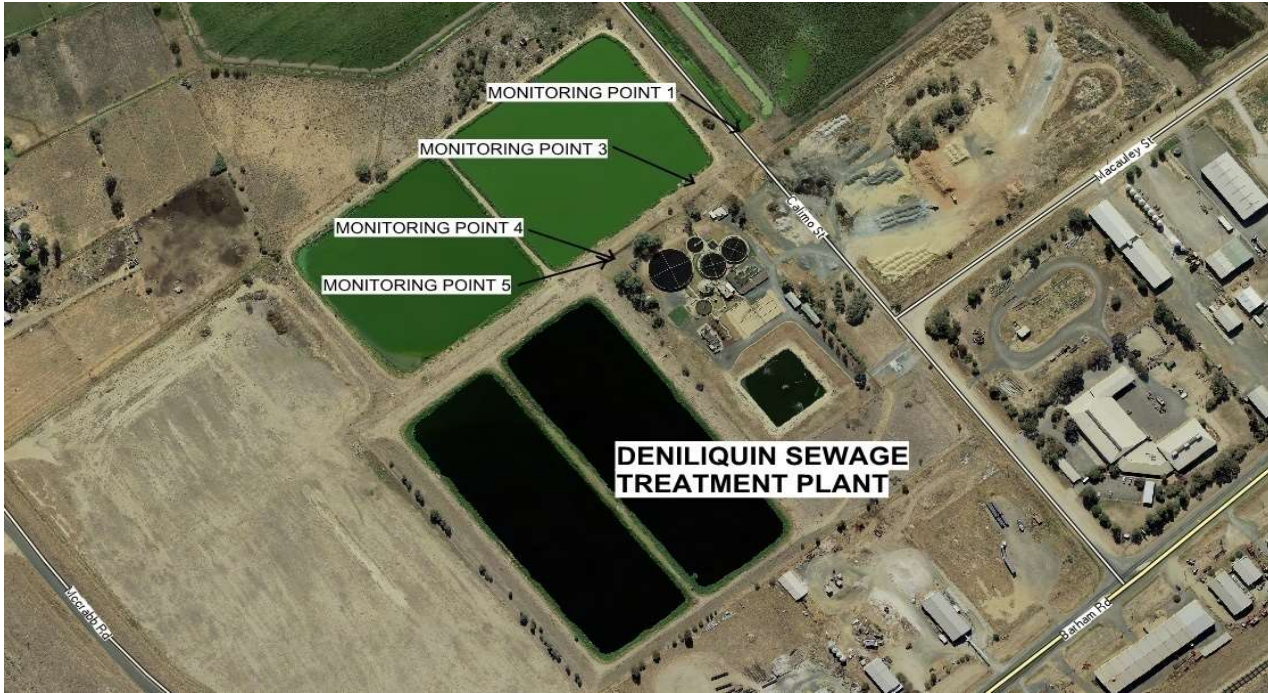 MONITORING POINT 1
MONITORING POINT 3
Macauley St
Calimo St
MONITORING POINT 4
MONITORING POINT 5
DENILIQUIN SEWAGE
TREATMENT PLANT
Mccrabb Rd
Barham Rd